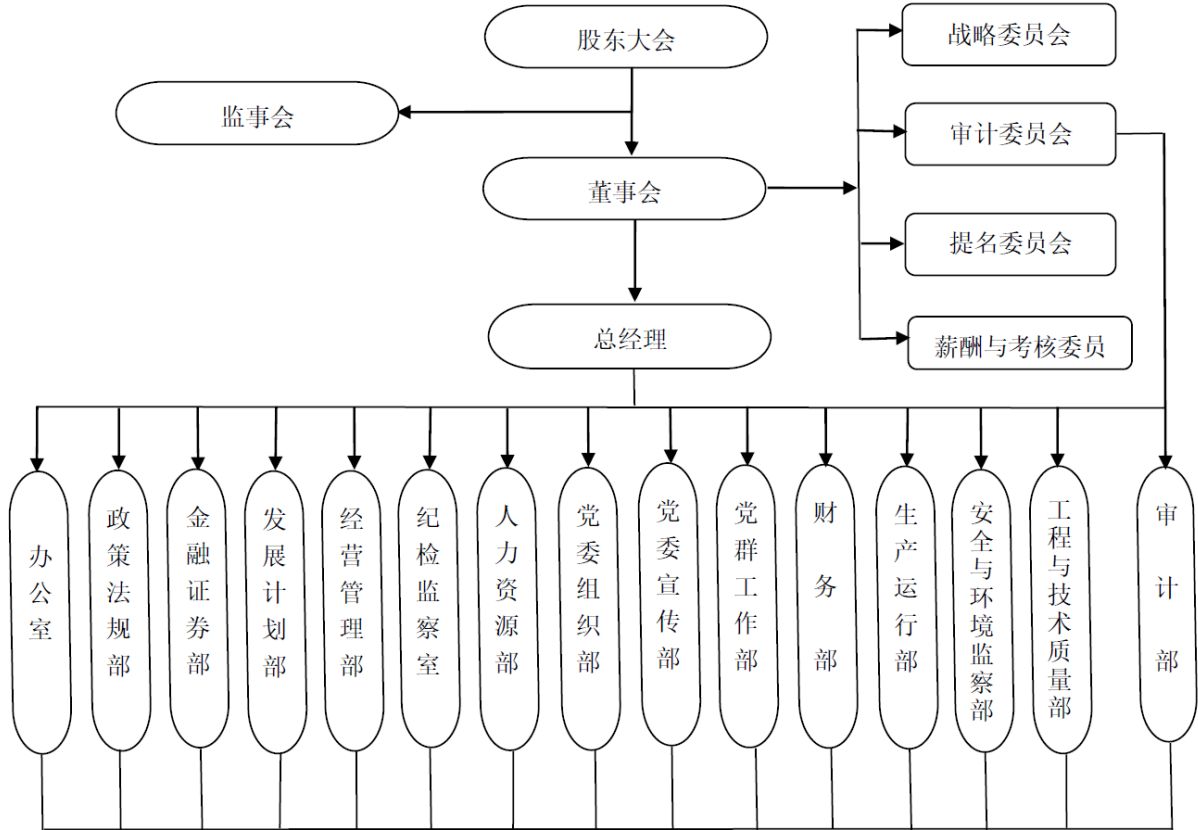 股东大会
战略委员会
监事会
审计委员会
董事会
提名委员会
总经理
薪酬与考核委员
办公室
政策法规部
金融证券部
发展计划部
经营管理部
纪检监察室
人力资源部
党委组织部
党委宣传部
党群工作部
财务部
生产运行部
安全与环境监察部
工程与技术质量部
审计部